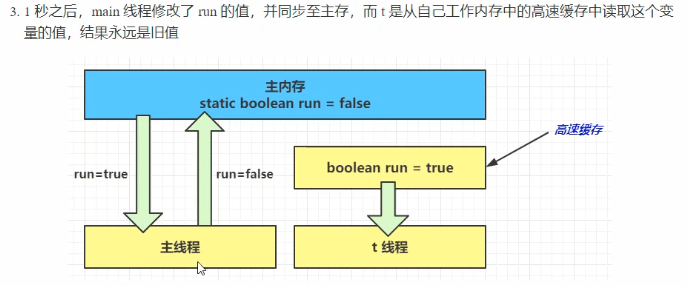 3. 1 秒之后，main 线程修改了 run 的值，并同步至主存，而 t 是从自己工作内存中的高速缓存中读取这个变
量的值，结果永远是旧值
主内存
static boolean run = false
高速缓存
run=true
run=false
boolean run = true
主线程
t 线程